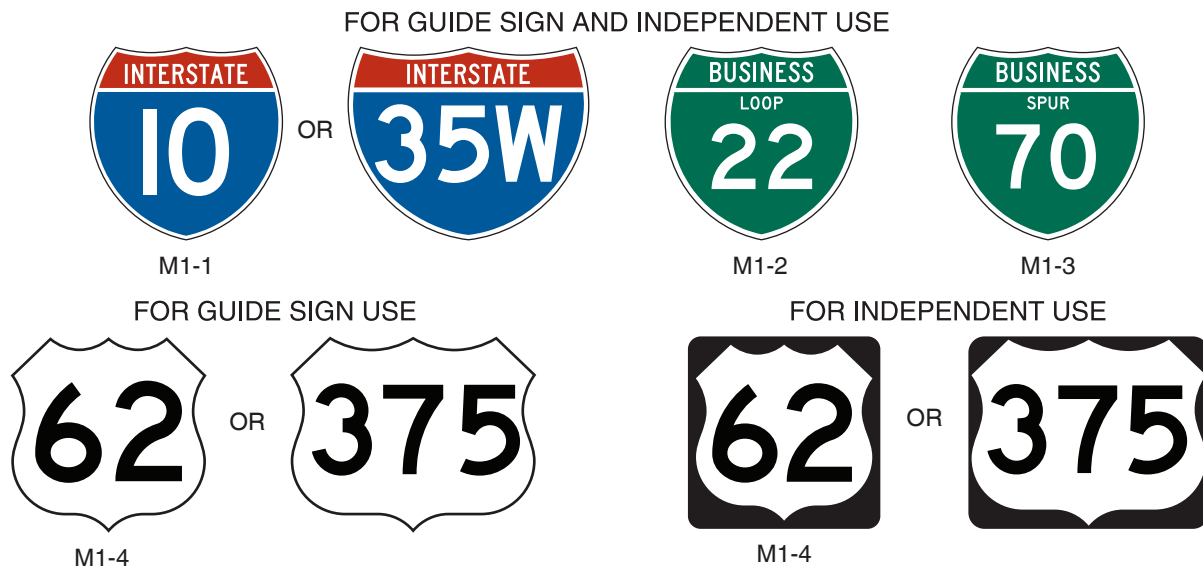 FOR GUIDE SIGN AND INDEPENDENT USE
INTERSTATE
10
OR
INTERSTATE
35W
BUSINESS
LOOP
22
BUSINESS
SPUR
70
M1-1
M1-2
M1-3
FOR GUIDE SIGN USE
FOR INDEPENDENT USE
62
OR
375
62
OR
375
M1-4
M1-4